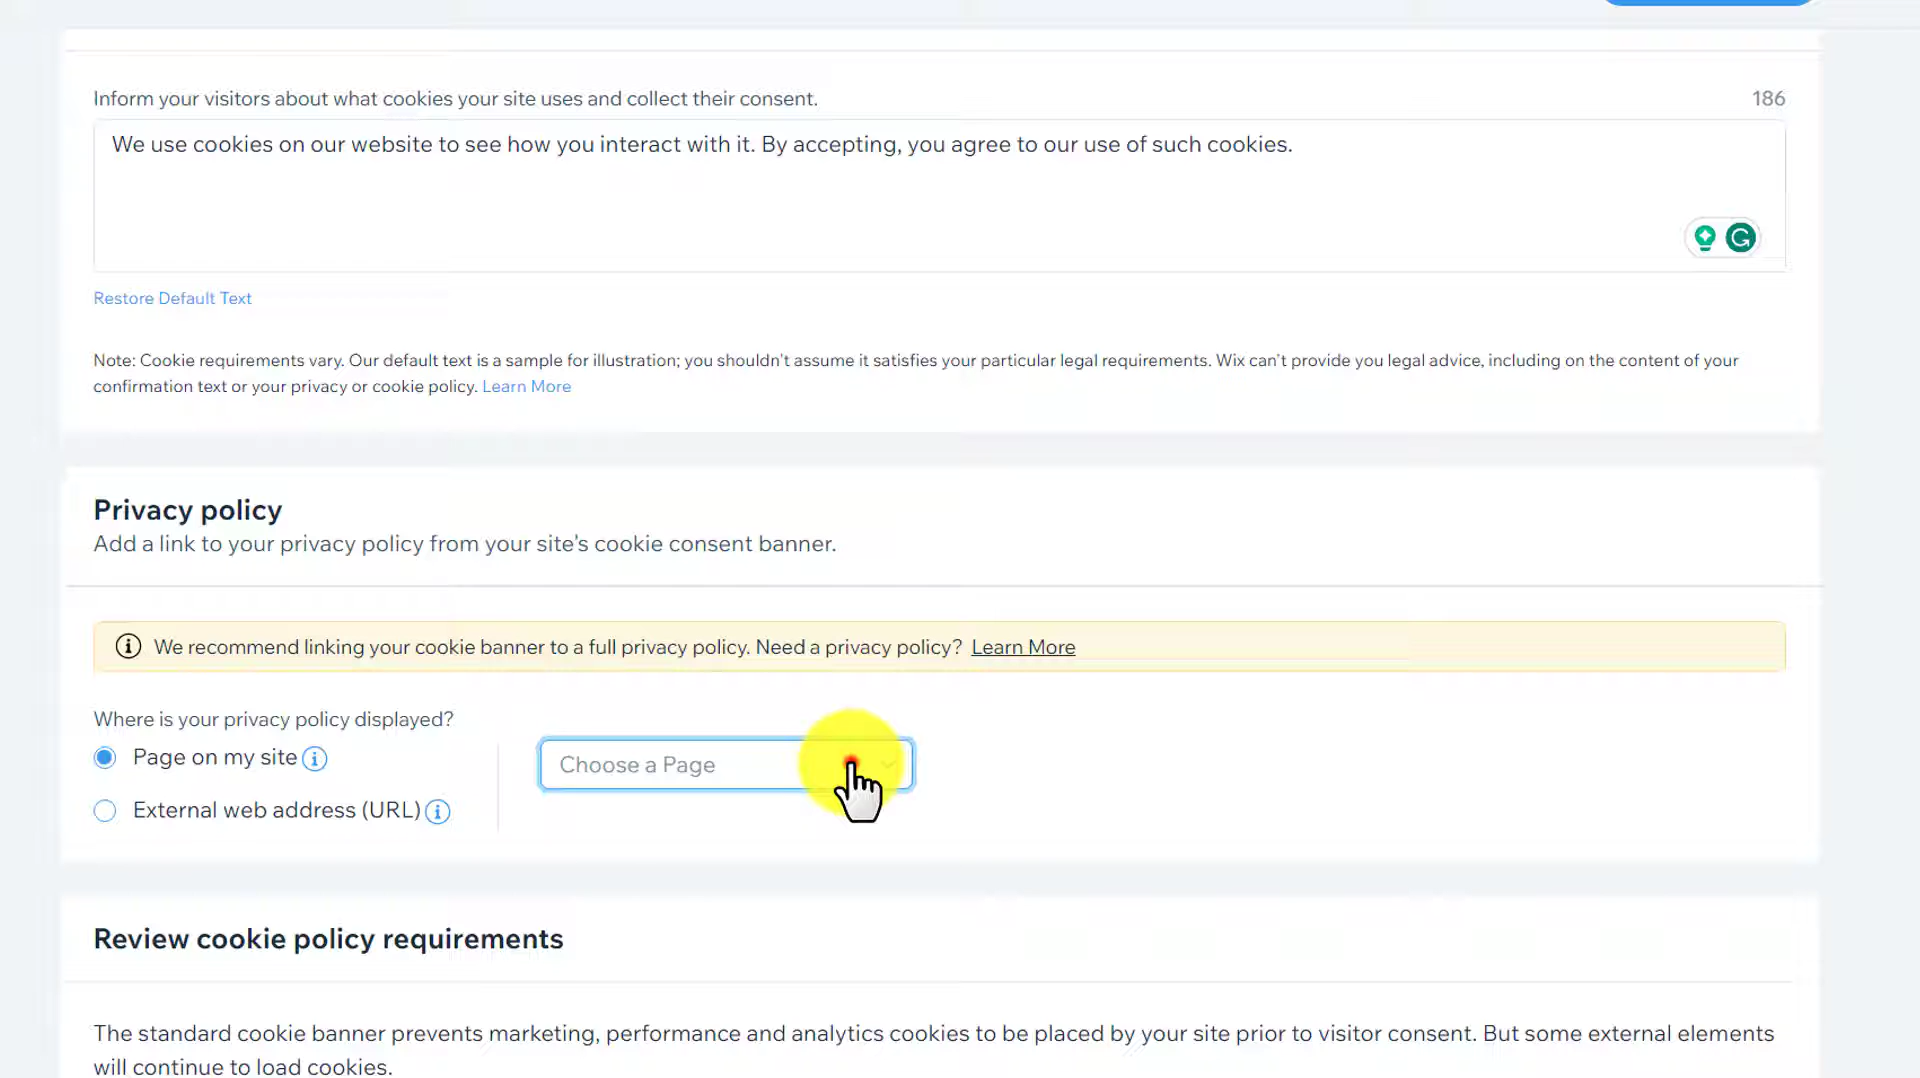 Inform your visitors about what cookies your site uses and collect their consent.
186
We use cookies on our website to see how you interact with it. By accepting, you agree to our use of such cookies.
Restore Default Text
Note: Cookie requirements vary. Our default text is a sample for illustration; you shouldn't assume it satisfies your particular legal requirements. Wix can't provide you legal advice, including on the content of your
confirmation text or your privacy or cookie policy. Learn More
Privacy policy
Add a link to your privacy policy from your site's cookie consent banner.
We recommend linking your cookie banner to a full privacy policy. Need a privacy policy? Learn More
Where is your privacy policy displayed?
Page on my site
Choose a Page
External web address (URL)
Review cookie policy requirements
The standard cookie banner prevents marketing, performance and analytics cookies to be placed by your site prior to visitor consent. But some external elements
will continue to load cookies.